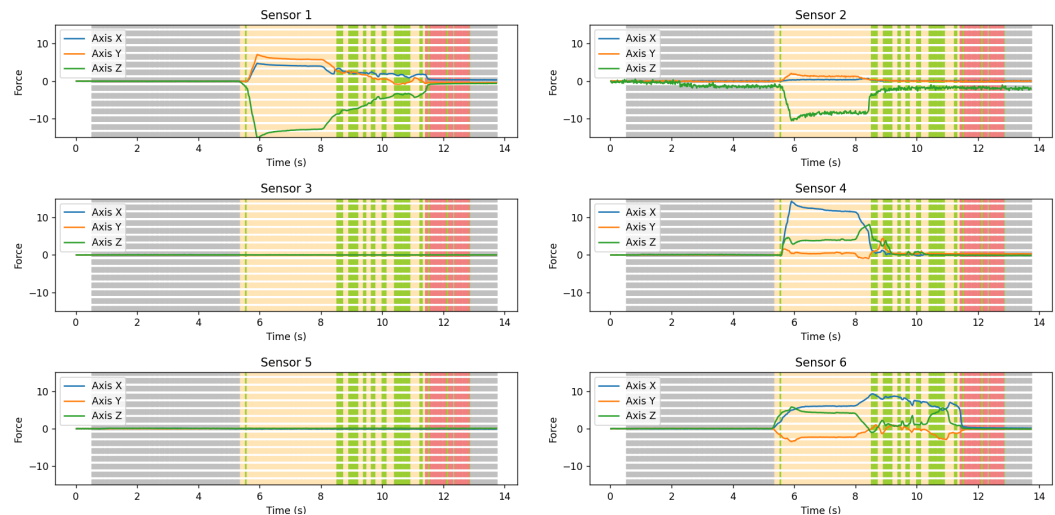 Sensor 1
Force
10
0
−10
Axis X
Axis Y
Axis Z
0 2 4 6 8 10 12 14
Time (s)
Sensor 2
Force
10
0
−10
Axis X
Axis Y
Axis Z
0 2 4 6 8 10 12 14
Time (s)
Sensor 3
Force
10
0
−10
Axis X
Axis Y
Axis Z
0 2 4 6 8 10 12 14
Time (s)
Sensor 4
Force
10
0
−10
Axis X
Axis Y
Axis Z
0 2 4 6 8 10 12 14
Time (s)
Sensor 5
Force
10
0
−10
Axis X
Axis Y
Axis Z
0 2 4 6 8 10 12 14
Time (s)
Sensor 6
Force
10
0
−10
Axis X
Axis Y
Axis Z
0 2 4 6 8 10 12 14
Time (s)